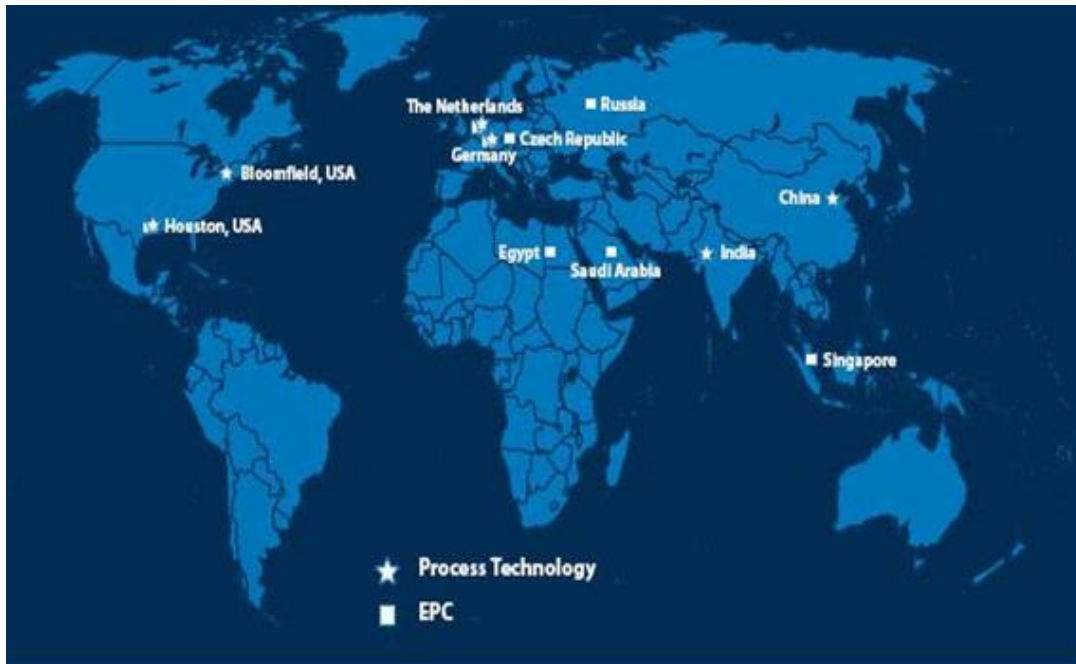 The Netherlands
Russia
Czech Republic
Germany
Bloomfield, USA
China
Houston, USA
Egypt
India
Saudi Arabia
Singapore
Process Technology
EPC